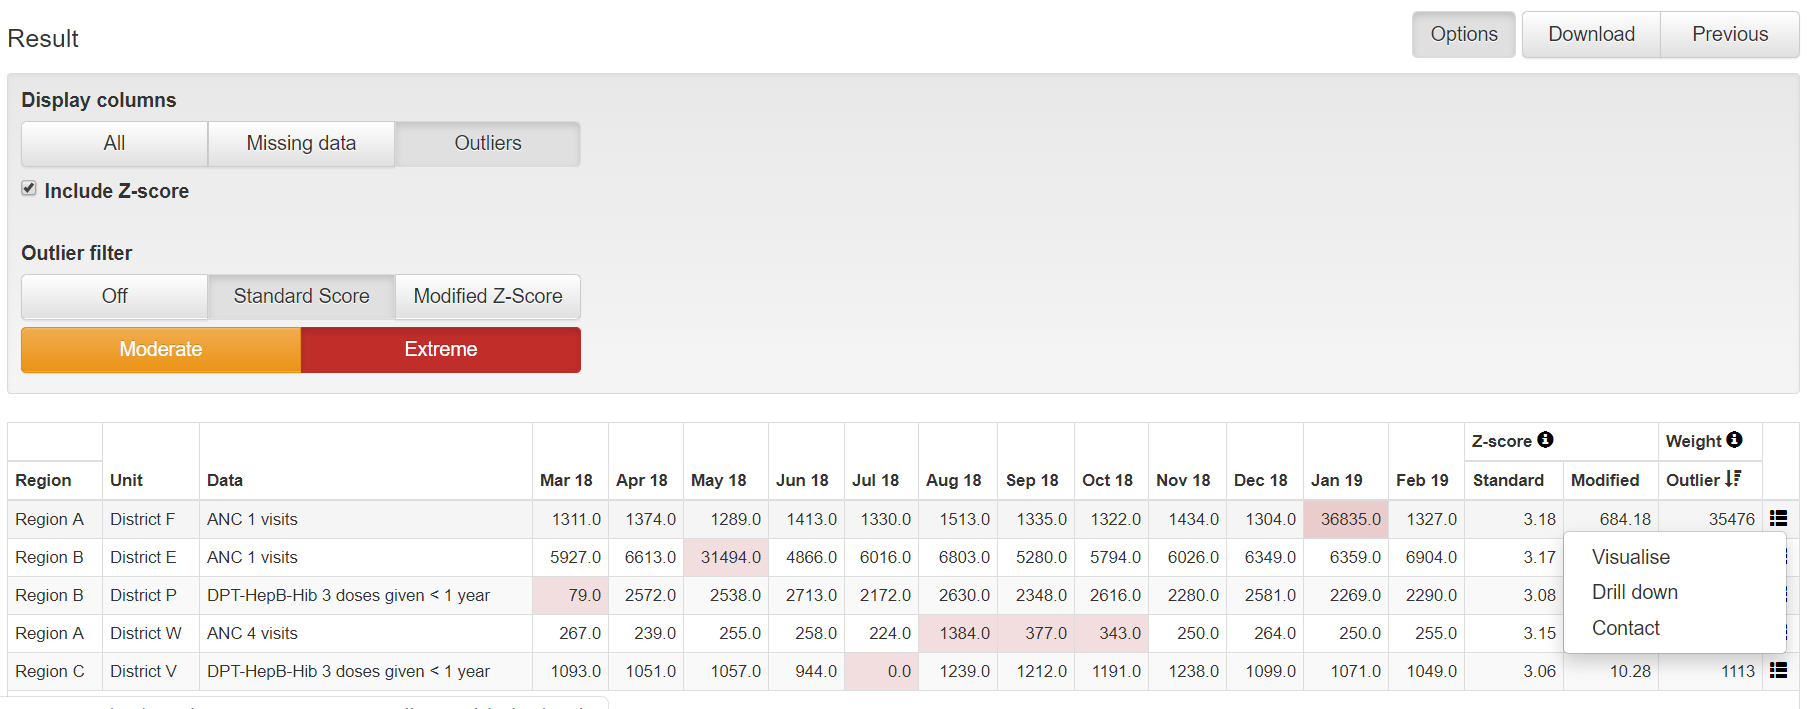 Result
Options Download Previous
Display columns
All Missing data Outliers
Include Z-score
Outlier filter
Off Standard Score Modified Z-Score
Moderate Extreme
Z-score Weight
Region Unit Data Mar 18 Apr 18 May 18 Jun 18 Jul 18 Aug 18 Sep 18 Oct 18 Nov 18 Dec 18 Jan 19 Feb 19 Standard Modified Outlier
Region A District F ANC 1 visits 1311.0 1374.0 1289.0 1413.0 1330.0 1513.0 1335.0 1322.0 1434.0 1304.0 36835.0 1327.0 3.18 684.18 35476
Region B District E ANC 1 visits 5927.0 6613.0 31494.0 4866.0 6016.0 6803.0 5280.0 5794.0 6026.0 6349.0 6359.0 6904.0 3.17
Visualise
Region B District P DPT-HepB-Hib 3 doses given < 1 year 79.0 2572.0 2538.0 2713.0 2172.0 2630.0 2348.0 2616.0 2280.0 2581.0 2269.0 2290.0 3.08
Drill down
Region A District W ANC 4 visits 267.0 239.0 255.0 258.0 224.0 1384.0 377.0 343.0 250.0 264.0 250.0 255.0 3.15
Contact
Region C District V DPT-HepB-Hib 3 doses given < 1 year 1093.0 1051.0 1057.0 944.0 0.0 1239.0 1212.0 1191.0 1238.0 1099.0 1071.0 1049.0 3.06 10.28 1113